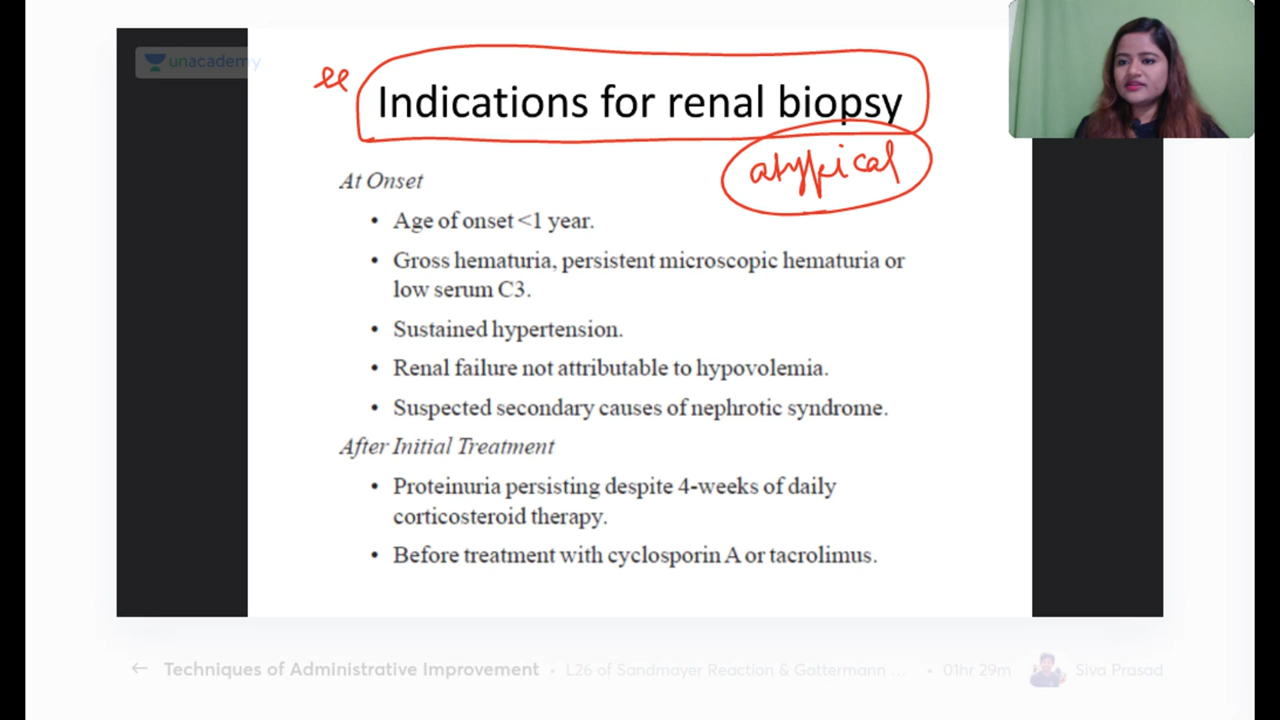 unacademy
Indications for renal biopsy
atypical
At Onset
• Age of onset <1 year.
• Gross hematuria, persistent microscopic hematuria or
low serum C3.
• Sustained hypertension.
• Renal failure not attributable to hypovolemia.
• Suspected secondary causes of nephrotic syndrome.
After Initial Treatment
• Proteinuria persisting despite 4-weeks of daily
corticosteroid therapy.
• Before treatment with cyclosporin A or tacrolimus.
← Techniques of Administrative Improvement • L26 of Sandmayer Reaction & Gattermann ... • 01hr 29m Siva Prasad